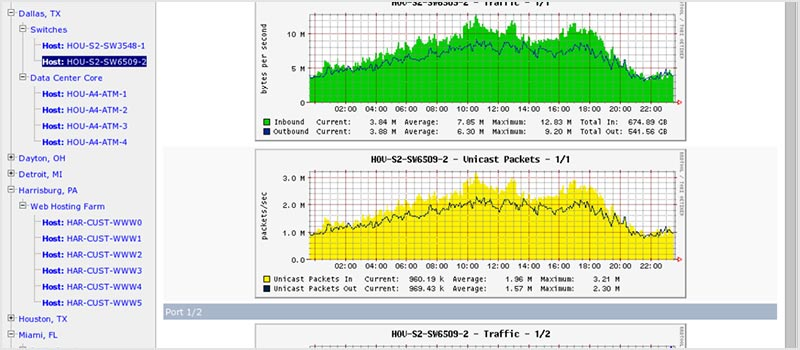 Dallas, TX
Switches
Host: HOU-S2-SW3548-1
Host: HOU-S2-SW6509-2
Data Center Core
Host: HOU-A4-ATM-1
Host: HOU-A4-ATM-2
Host: HOU-A4-ATM-3
Host: HOU-A4-ATM-4
Dayton, OH
Detroit, MI
Harrisburg, PA
Web Hosting Farm
Host: HAR-CUST-WWW0
Host: HAR-CUST-WWW1
Host: HAR-CUST-WWW2
Host: HAR-CUST-WWW3
Host: HAR-CUST-WWW4
Host: HAR-CUST-WWW5
Houston, TX
Miami, FL
HOU-S2-SW6509-2 - Traffic - 1/1
bytes per second
10 M
5 M
0
02:00 04:00 06:00 08:00 10:00 12:00 14:00 16:00 18:00 20:00 22:00
Inbound Current: 3.84 M Average: 7.85 M Maximum: 12.83 M Total In: 674.89 GB
Outbound Current: 3.88 M Average: 6.30 M Maximum: 9.20 M Total Out: 541.56 GB
HOU-S2-SW6509-2 - Unicast Packets - 1/1
packets/sec
3.0 M
2.0 M
1.0 M
0.0
02:00 04:00 06:00 08:00 10:00 12:00 14:00 16:00 18:00 20:00 22:00
Unicast Packets In Current: 960.19 k Average: 1.96 M Maximum: 3.21 M
Unicast Packets Out Current: 969.43 k Average: 1.57 M Maximum: 2.30 M
Port 1/2
HOU-S2-SW6509-2 - Traffic - 1/2